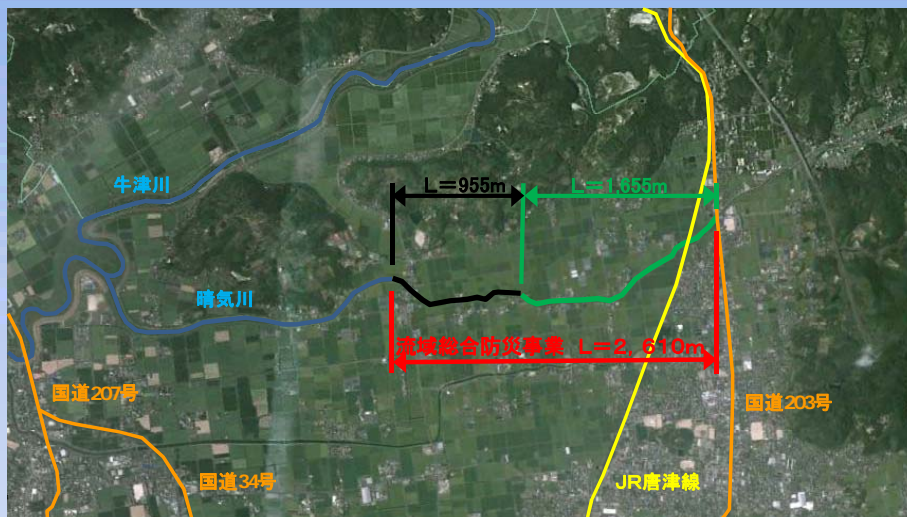 L=955m
L=1,655m
牛津川
晴気川
流域総合防災事業 L=2,610m
国道207号
国道203号
国道34号
JR唐津線